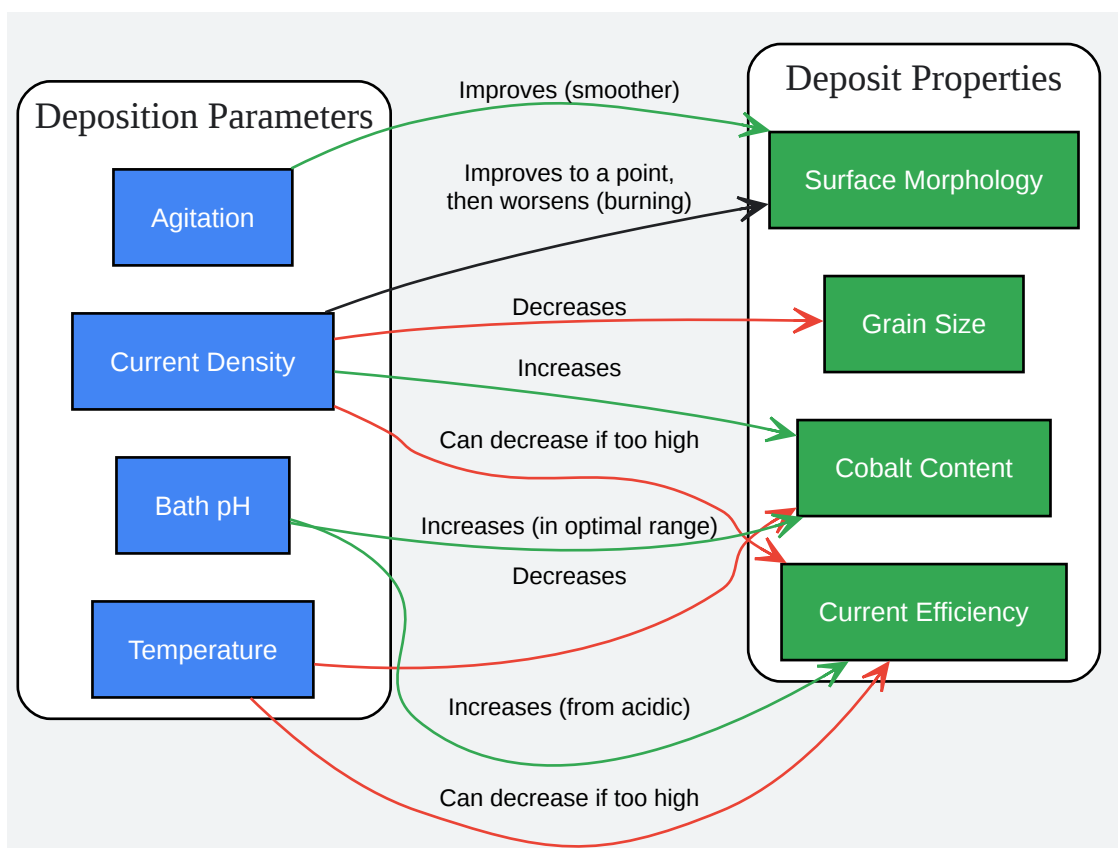 Deposition Parameters
Agitation
Current Density
Bath pH
Temperature
Improves (smoother)
Improves to a point,
then worsens (burning)
Decreases
Increases
Can decrease if too high
Increases (in optimal range)
Decreases
Increases (from acidic)
Can decrease if too high
Deposit Properties
Surface Morphology
Grain Size
Cobalt Content
Current Efficiency